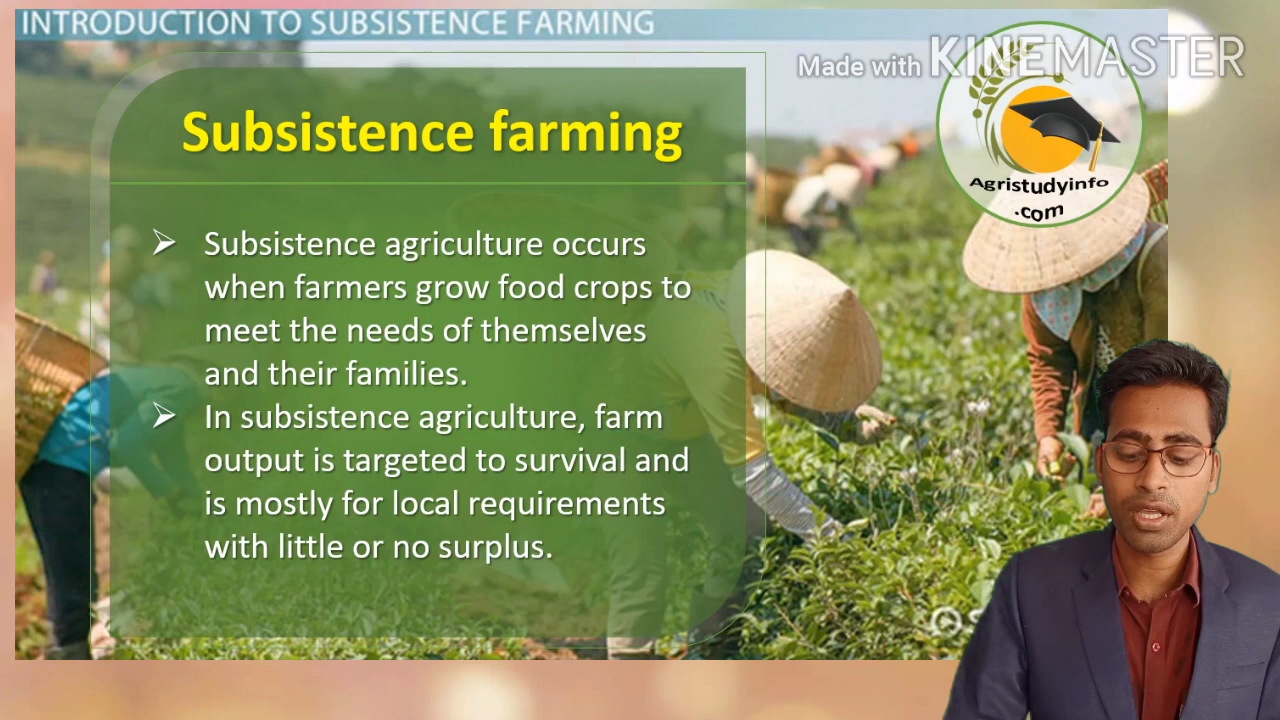 INTRODUCTION TO SUBSISTENCE FARMING
Made with KINEMASTER
Agristudyinfo
.com
Subsistence farming
➢ Subsistence agriculture occurs
when farmers grow food crops to
meet the needs of themselves
and their families.
➢ In subsistence agriculture, farm
output is targeted to survival and
is mostly for local requirements
with little or no surplus.